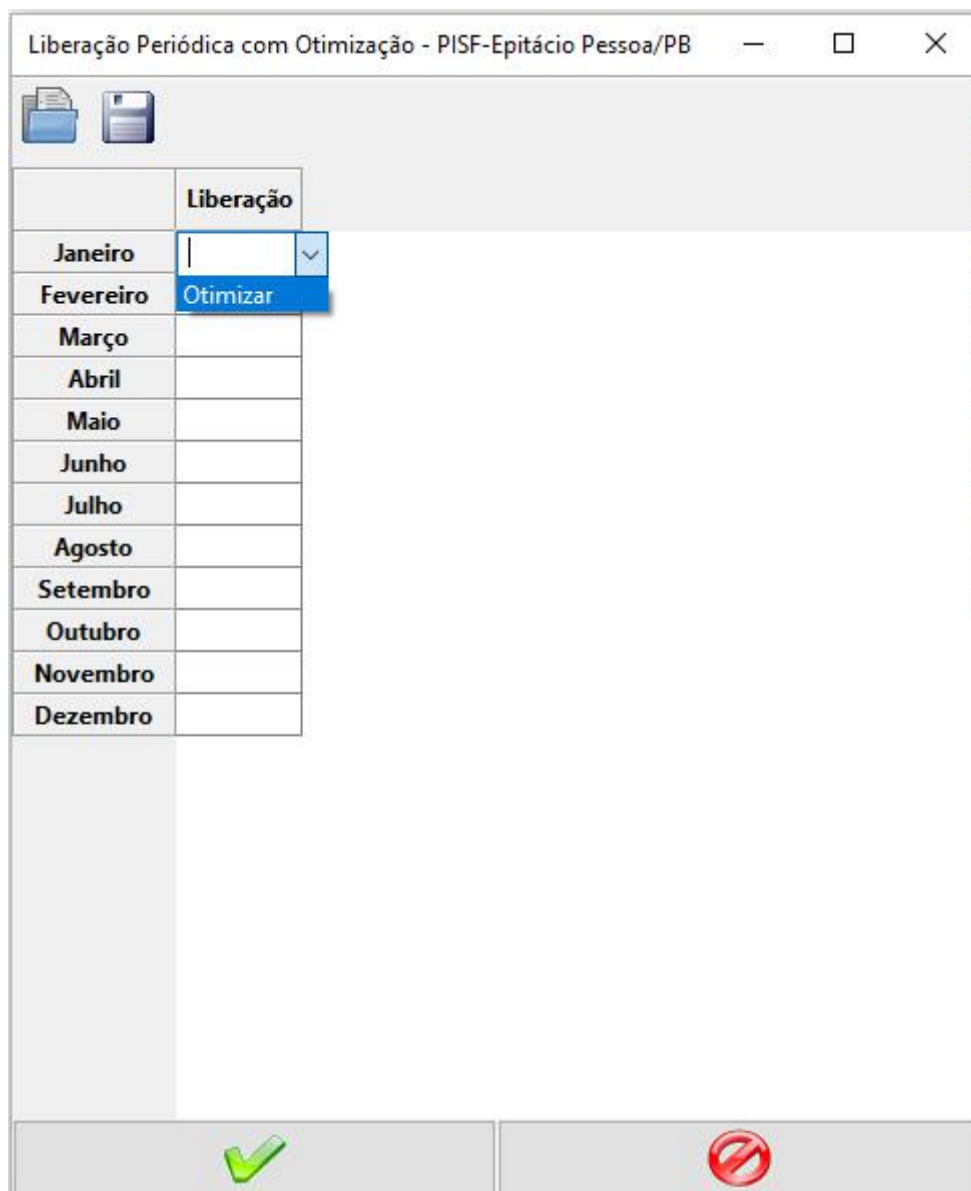 Liberação Periódica com Otimização - PISF-Epitácio Pessoa/PB
Liberação
Janeiro
Fevereiro Otimizar
Março
Abril
Maio
Junho
Julho
Agosto
Setembro
Outubro
Novembro
Dezembro